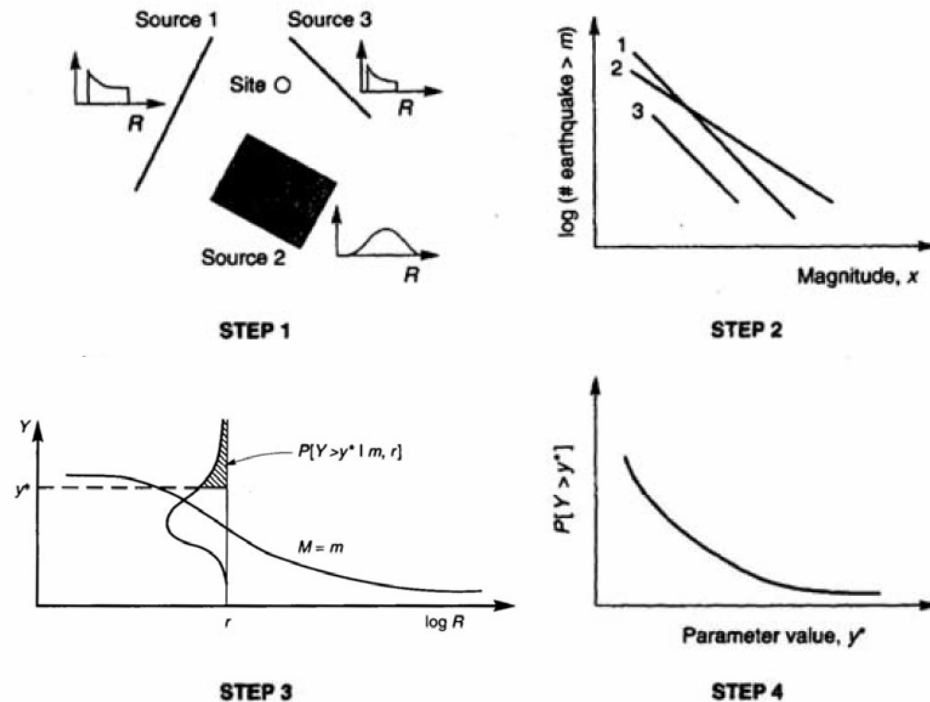 Source 1
Source 3
R
Site
R
Source 2
R
STEP 1
log (# earthquake > m)
1
2
3
Magnitude, x
STEP 2
Y
y*
P[Y > y* | m, r]
M = m
r
log R
STEP 3
P[Y > y*]
Parameter value, y*
STEP 4